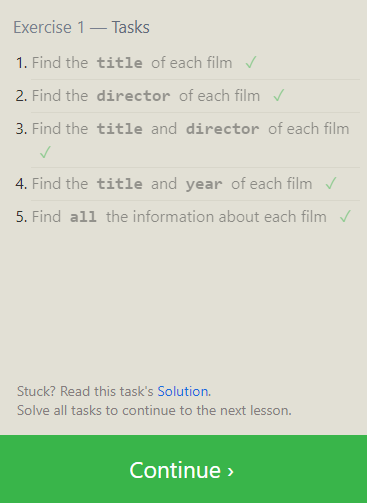 Exercise 1 — Tasks
1. Find the title of each film ✓
2. Find the director of each film ✓
3. Find the title and director of each film
✓
4. Find the title and year of each film ✓
5. Find all the information about each film ✓
Stuck? Read this task's Solution.
Solve all tasks to continue to the next lesson.
Continue ›